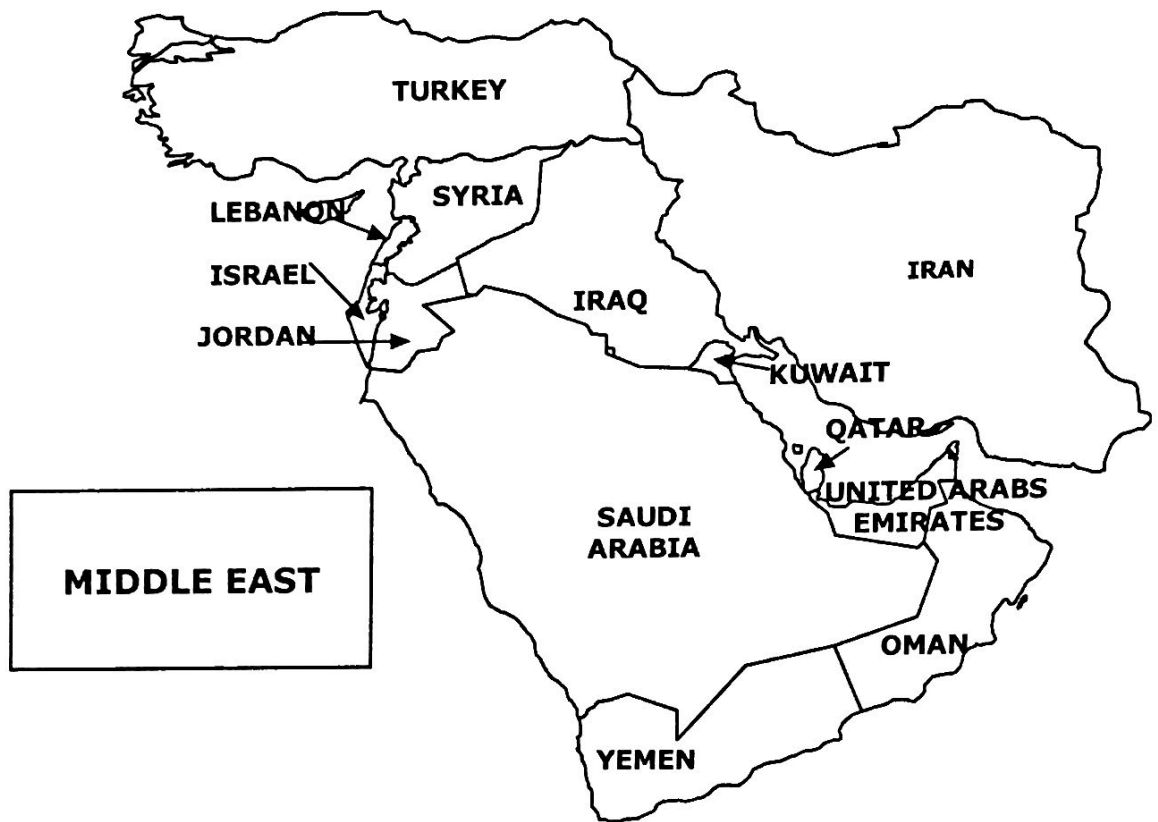 TURKEY
SYRIA
LEBANON
ISRAEL
IRAN
IRAQ
JORDAN
KUWAIT
QATAR
UNITED ARABS
EMIRATES
SAUDI
ARABIA
MIDDLE EAST
OMAN
YEMEN